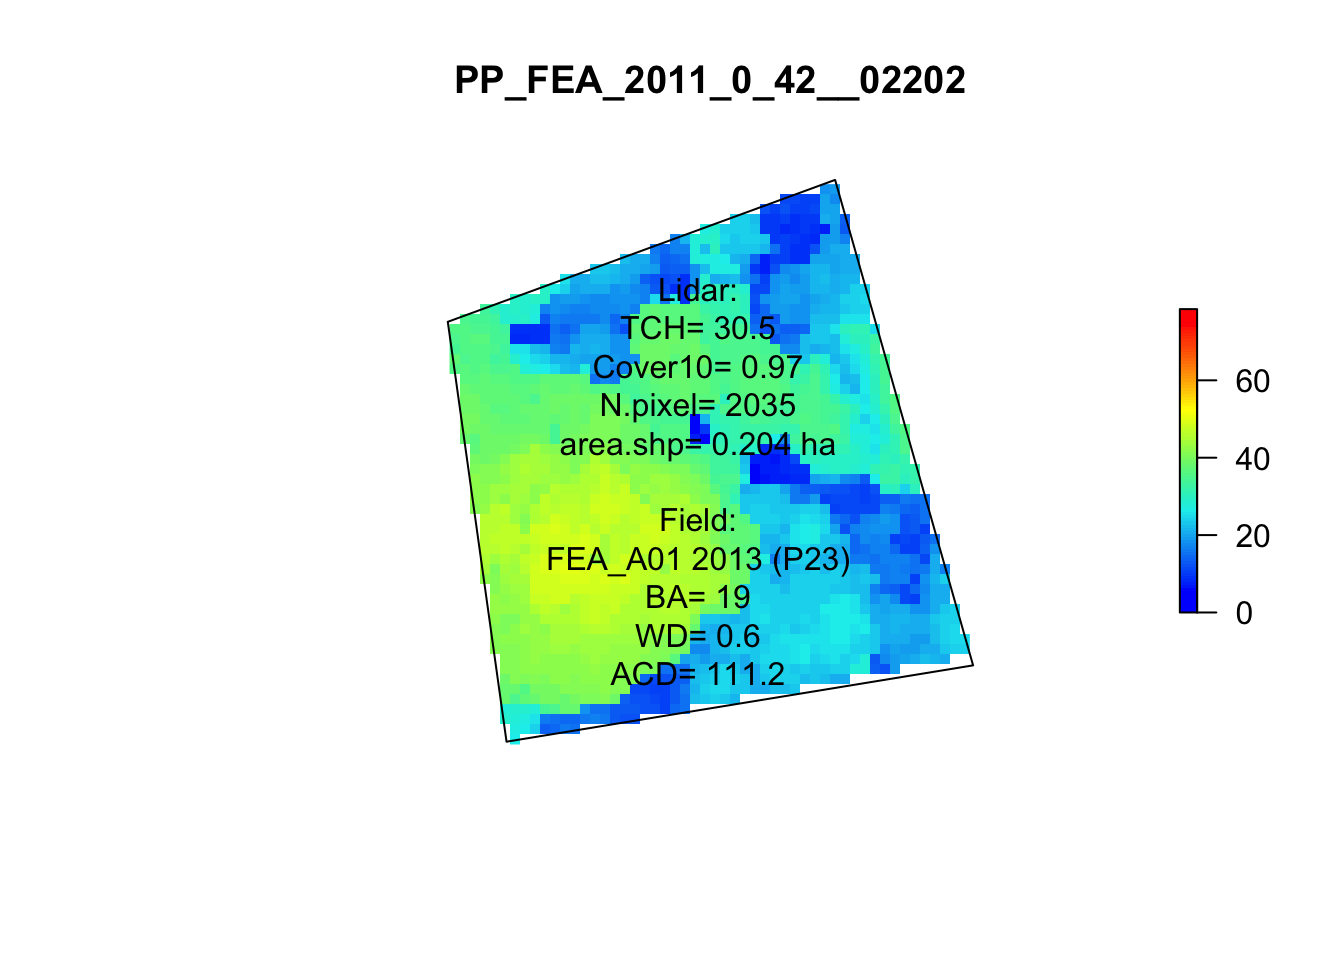 PP_FEA_2011_0_42__02202
Lidar:
TCH= 30.5
Cover10= 0.97
N.pixel= 2035
area.shp= 0.204 ha
Field:
FEA_A01 2013 (P23)
BA= 19
WD= 0.6
ACD= 111.2
60
40
20
0